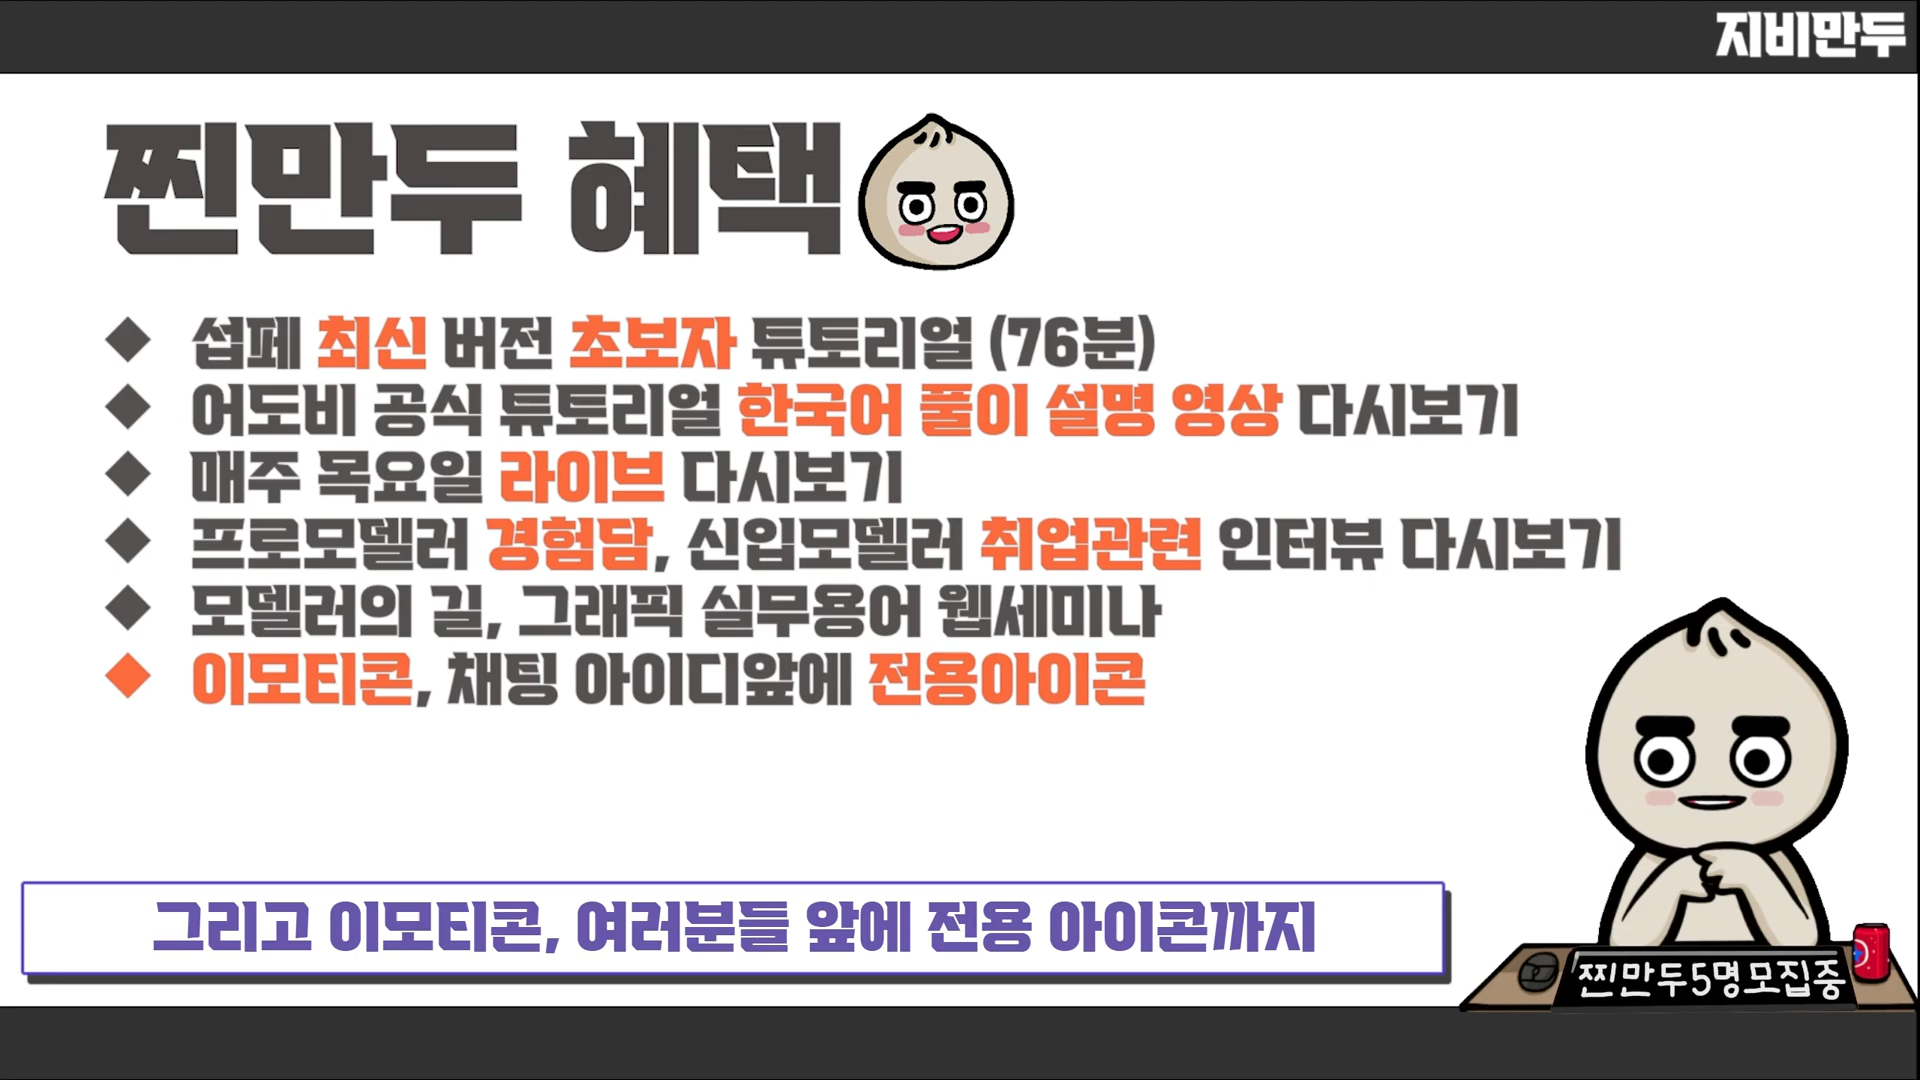 지비만두
찐만두 혜택
섭페 최신 버전 초보자 튜토리얼 (76분)
어도비 공식 튜토리얼 한국어 풀이 설명 영상 다시보기
매주 목요일 라이브 다시보기
프로모델러 경험담, 신입모델러 취업관련 인터뷰 다시보기
모델러의 길, 그래픽 실무용어 웹세미나
이모티콘, 채팅 아이디앞에 전용아이콘
그리고 이모티콘, 여러분들 앞에 전용 아이콘까지
찐만두5명모집중